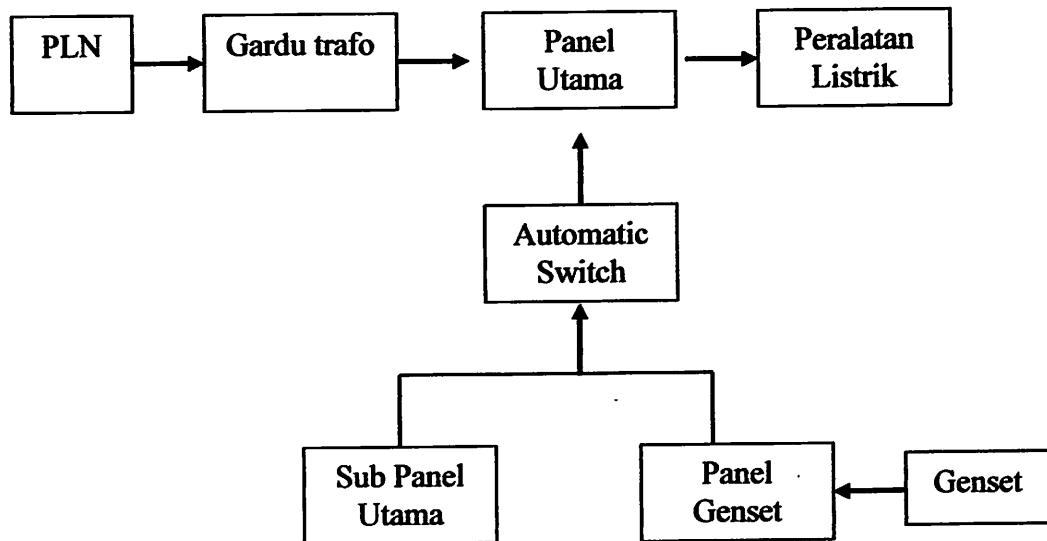 PLN
Gardu trafo
Panel
Utama
Peralatan
Listrik
Automatic
Switch
Sub Panel
Utama
Panel
Genset
Genset